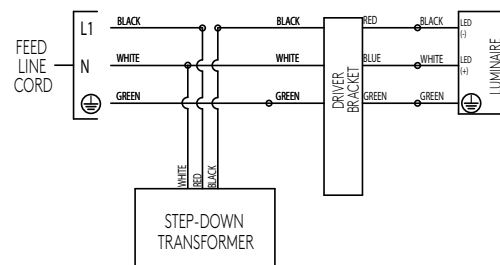 FEED
LINE
CORD
L1
N
BLACK
BLACK
WHITE
WHITE
GREEN
GREEN
DRIVER
BRACKET
RED
BLACK
BLUE
WHITE
GREEN
GREEN
LED
(-)
LED
(+)
LUMINAIRE
WHITE
RED
BLACK
STEP-DOWN
TRANSFORMER